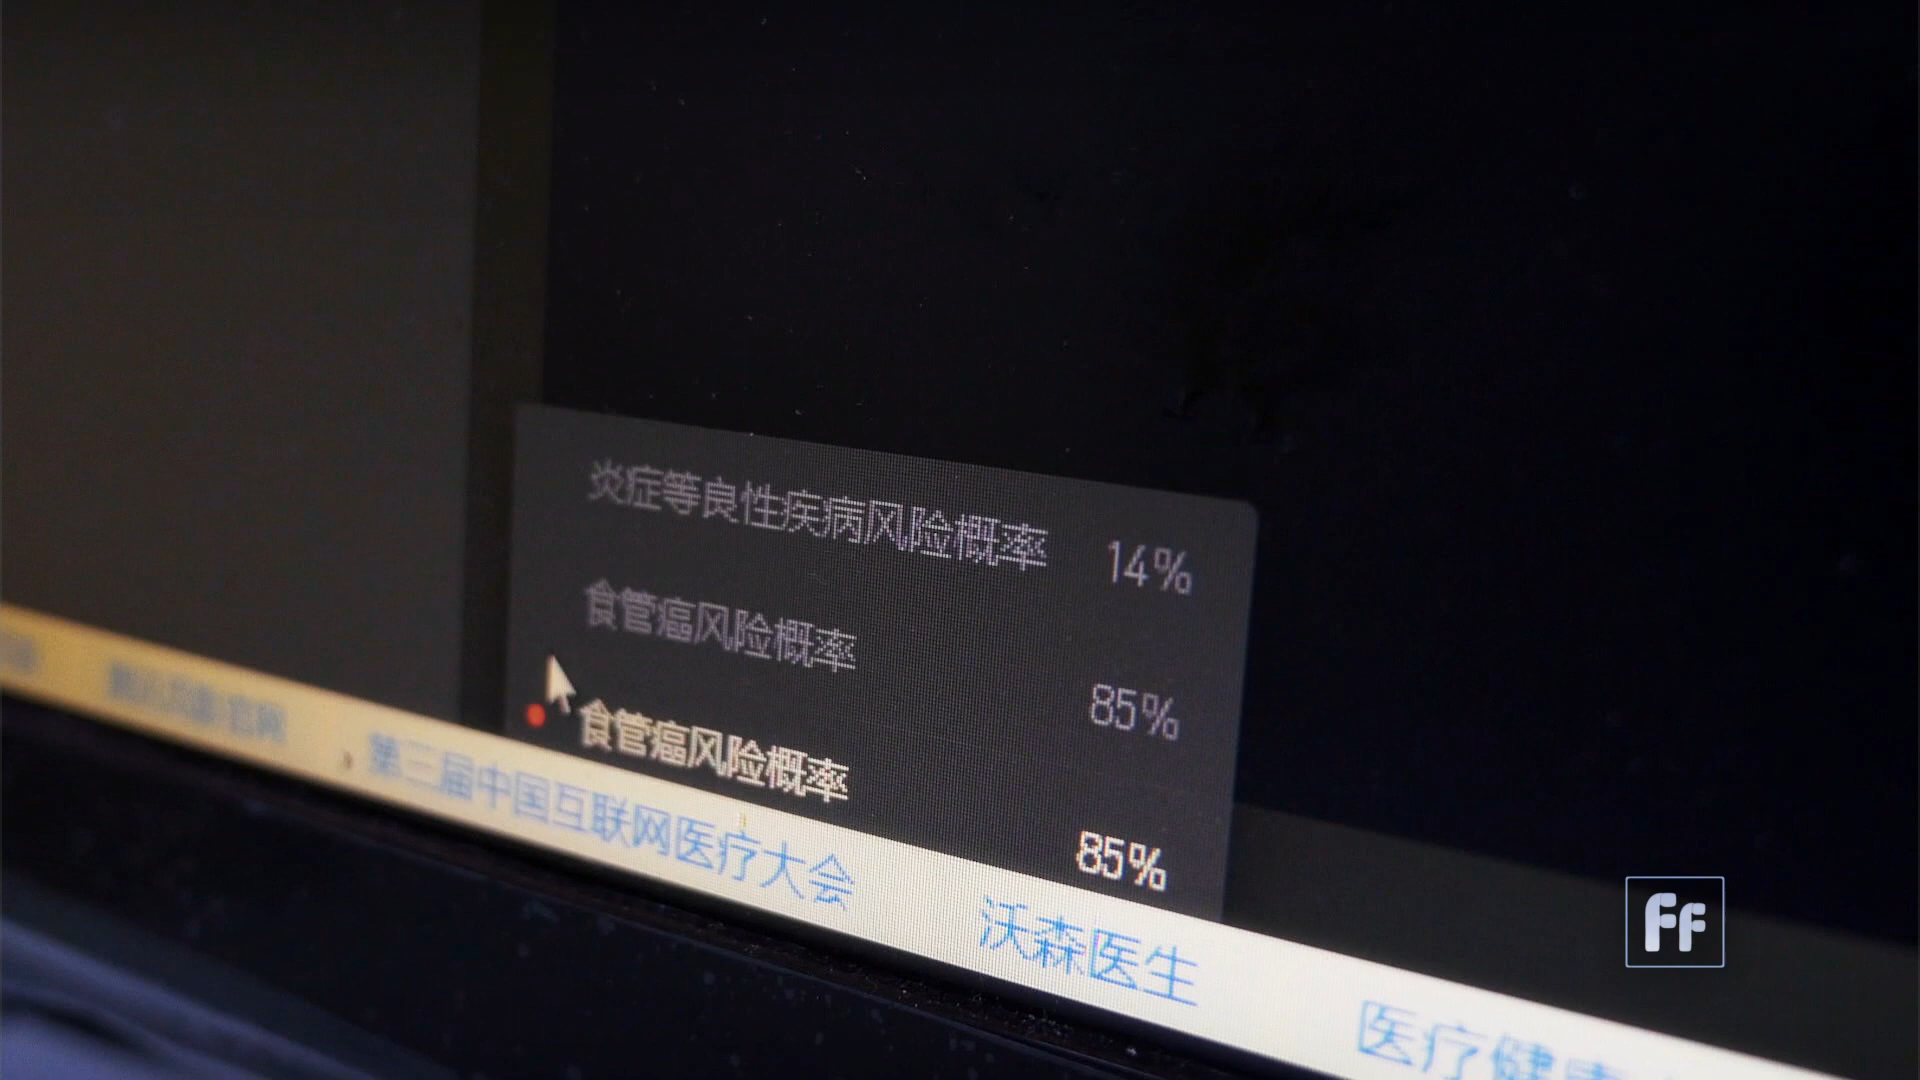 炎症等良性疾病风险概率 14%
食管癌风险概率 85%
食管癌风险概率 85%
第三届中国互联网医疗大会 沃森医生 医疗健康
Ff